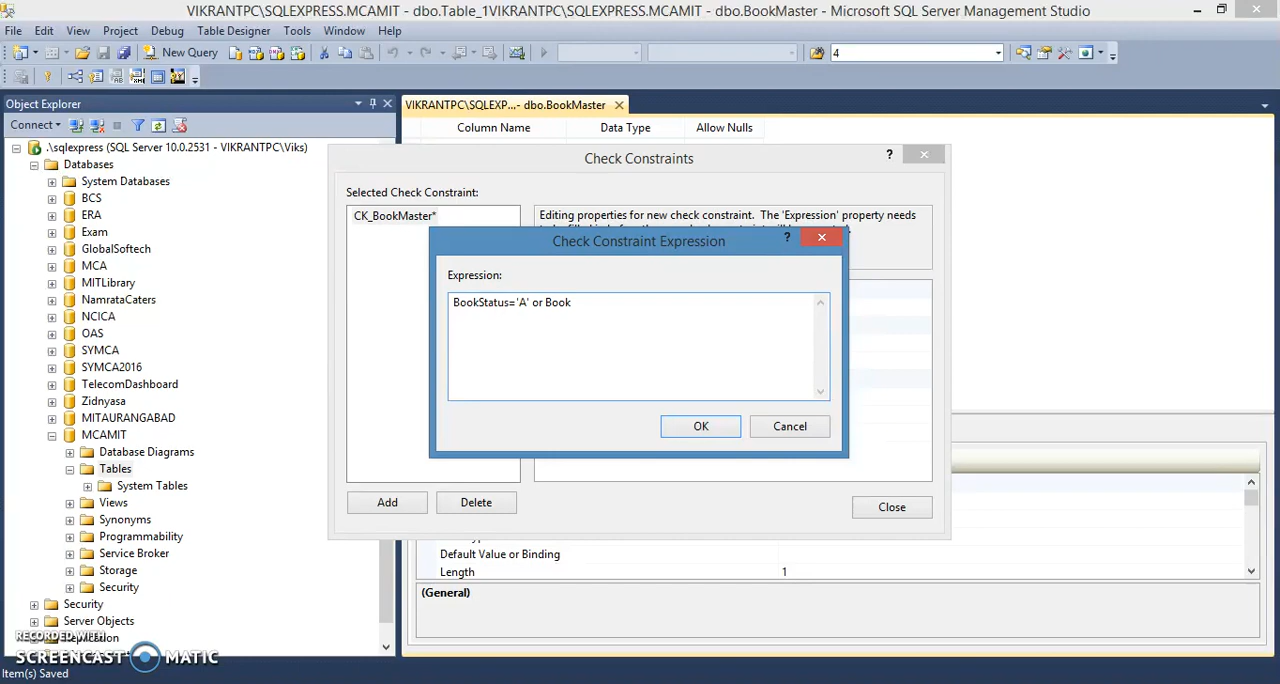 VIKRANTPC\SQLEXPRESS.MCAMIT - dbo.Table_1VIKRANTPC\SQLEXPRESS.MCAMIT - dbo.BookMaster - Microsoft SQL Server Management Studio
File Edit View Project Debug Table Designer Tools Window Help
New Query 4
Object Explorer
VIKRANTPC\SQLEXP...- dbo.BookMaster
Connect
Column Name Data Type Allow Nulls
.\sqlexpress (SQL Server 10.0.2531 - VIKRANTPC\Viks)
Databases
System Databases
BCS
ERA
Exam
GlobalSoftech
MCA
MITLibrary
NamrataCaters
NCICA
OAS
SYMCA
SYMCA2016
TelecomDashboard
Zidnyasa
MITAURANGABAD
MCAMIT
Database Diagrams
Tables
System Tables
Views
Synonyms
Programmability
Service Broker
Storage
Security
Security
Server Objects
Replication
Check Constraints
?
Selected Check Constraint:
CK_BookMaster*
Editing properties for new check constraint. The 'Expression' property needs
Check Constraint Expression
?
Expression:
BookStatus='A' or Book
OK Cancel
Add Delete Close
Default Value or Binding
Length 1
(General)
RECORDED WITH
SCREENCAST MATIC
Item(s) Saved